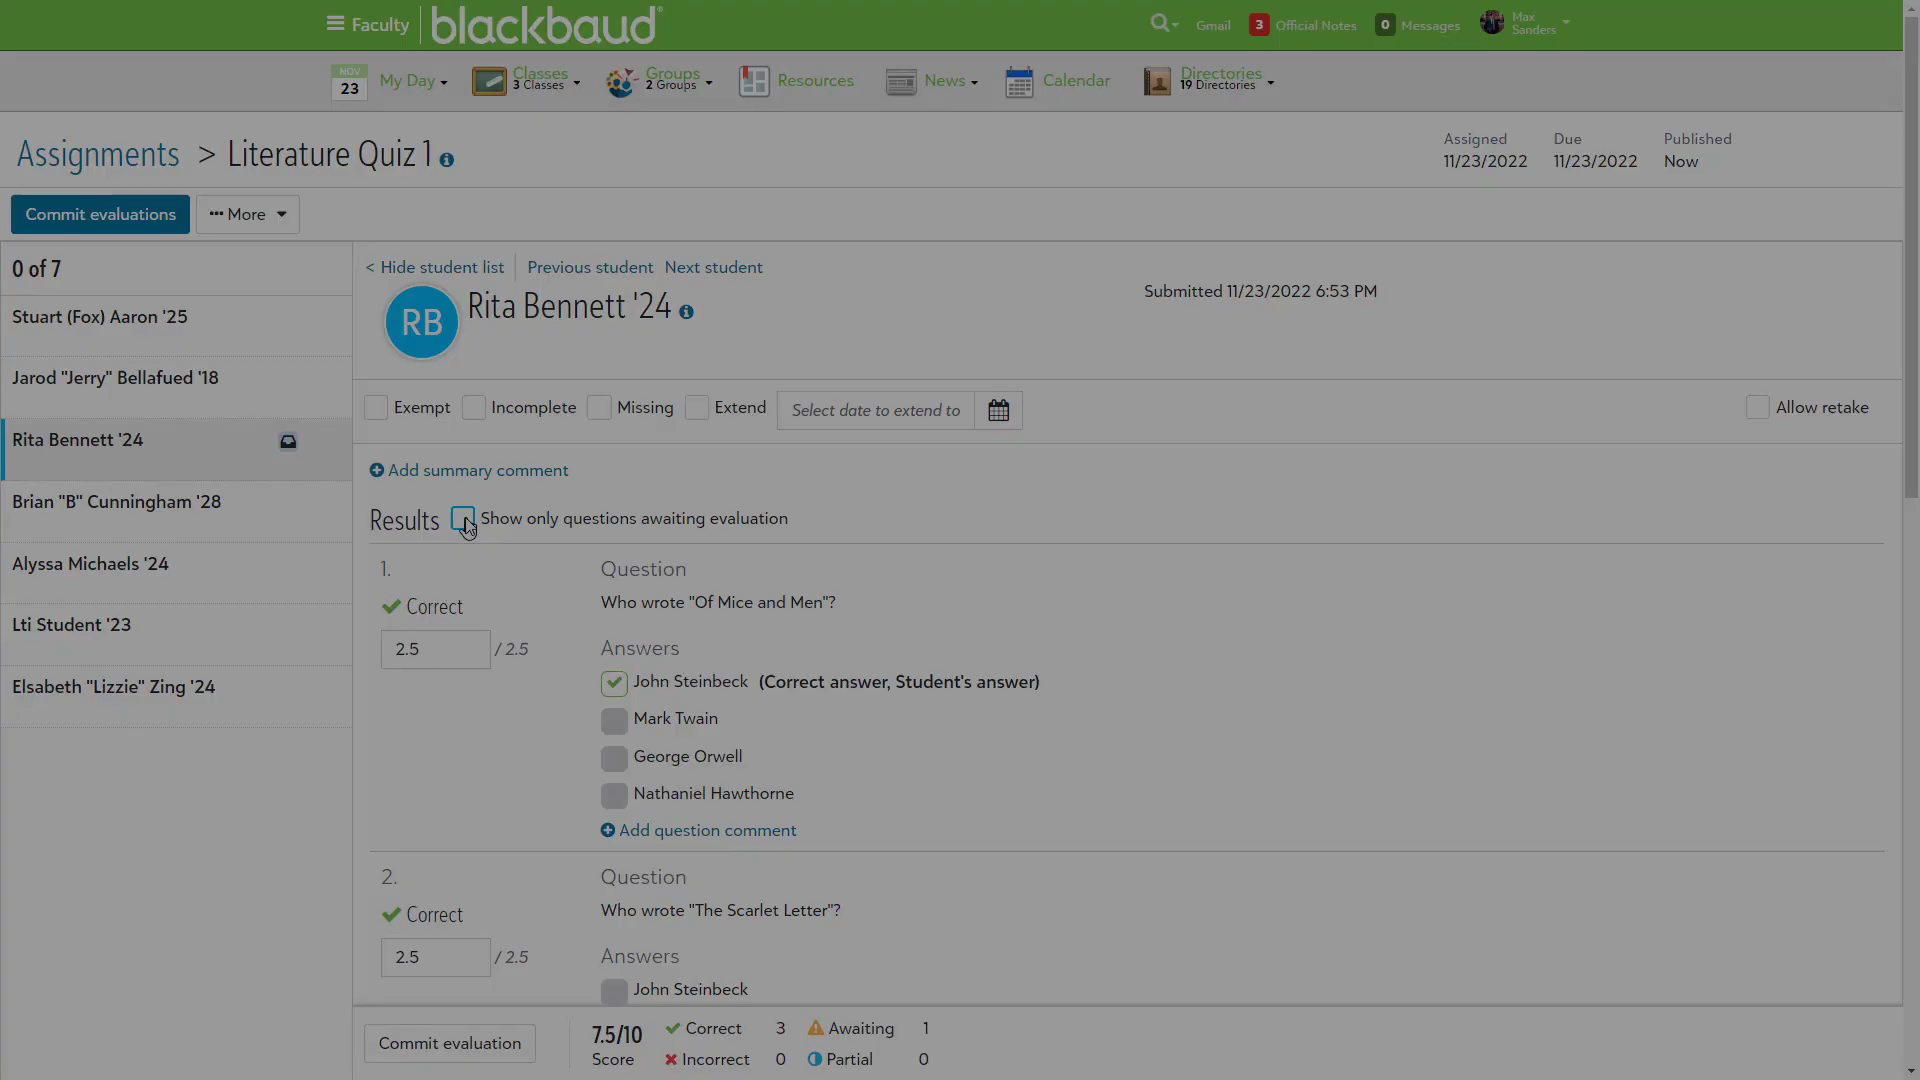 Faculty
blackbaud
Gmail
3 Official Notes
0 Messages
Max Sanders
NOV 23
My Day
Classes
3 Classes
Groups
2 Groups
Resources
News
Calendar
Directories
19 Directories
Assignments > Literature Quiz 1
Assigned
11/23/2022
Due
11/23/2022
Published
Now
Commit evaluations
More
0 of 7
Stuart (Fox) Aaron '25
Jarod "Jerry" Bellafued '18
Rita Bennett '24
Brian "B" Cunningham '28
Alyssa Michaels '24
Lti Student '23
Elsabeth "Lizzie" Zing '24
< Hide student list
Previous student
Next student
RB
Rita Bennett '24
Submitted 11/23/2022 6:53 PM
Exempt
Incomplete
Missing
Extend
Select date to extend to
Allow retake
Add summary comment
Results
Show only questions awaiting evaluation
1.
Correct
2.5 / 2.5
Question
Who wrote "Of Mice and Men"?
Answers
John Steinbeck (Correct answer, Student's answer)
Mark Twain
George Orwell
Nathaniel Hawthorne
Add question comment
2.
Correct
2.5 / 2.5
Question
Who wrote "The Scarlet Letter"?
Answers
John Steinbeck
Commit evaluation
7.5/10
Score
Correct 3
Incorrect 0
Awaiting 1
Partial 0